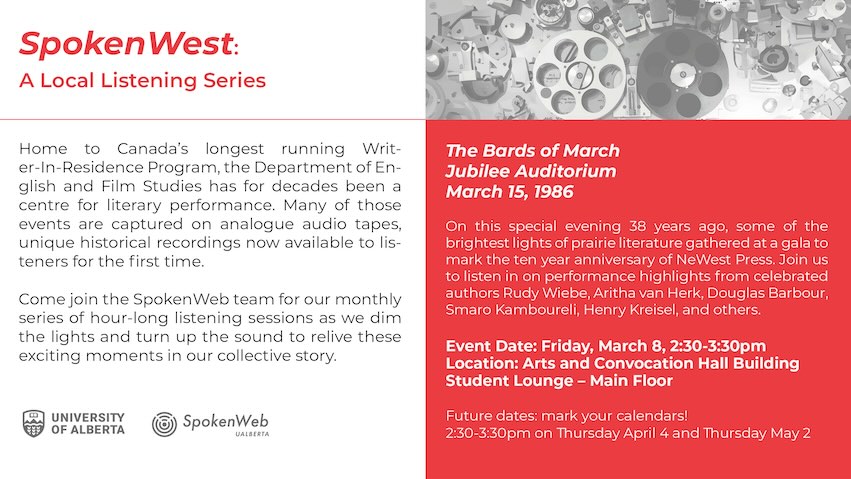 SpokenWest:
A Local Listening Series
Home to Canada's longest running Writ-
er-In-Residence Program, the Department of En-
glish and Film Studies has for decades been a
centre for literary performance. Many of those
events are captured on analogue audio tapes,
unique historical recordings now available to lis-
teners for the first time.
Come join the SpokenWeb team for our monthly
series of hour-long listening sessions as we dim
the lights and turn up the sound to relive these
exciting moments in our collective story.
UNIVERSITY
OF ALBERTA
SpokenWeb
UALBERTA
The Bards of March
Jubilee Auditorium
March 15, 1986
On this special evening 38 years ago, some of the
brightest lights of prairie literature gathered at a gala to
mark the ten year anniversary of NeWest Press. Join us
to listen in on performance highlights from celebrated
authors Rudy Wiebe, Aritha van Herk, Douglas Barbour,
Smaro Kamboureli, Henry Kreisel, and others.
Event Date: Friday, March 8, 2:30-3:30pm
Location: Arts and Convocation Hall Building
Student Lounge – Main Floor
Future dates: mark your calendars!
2:30-3:30pm on Thursday April 4 and Thursday May 2